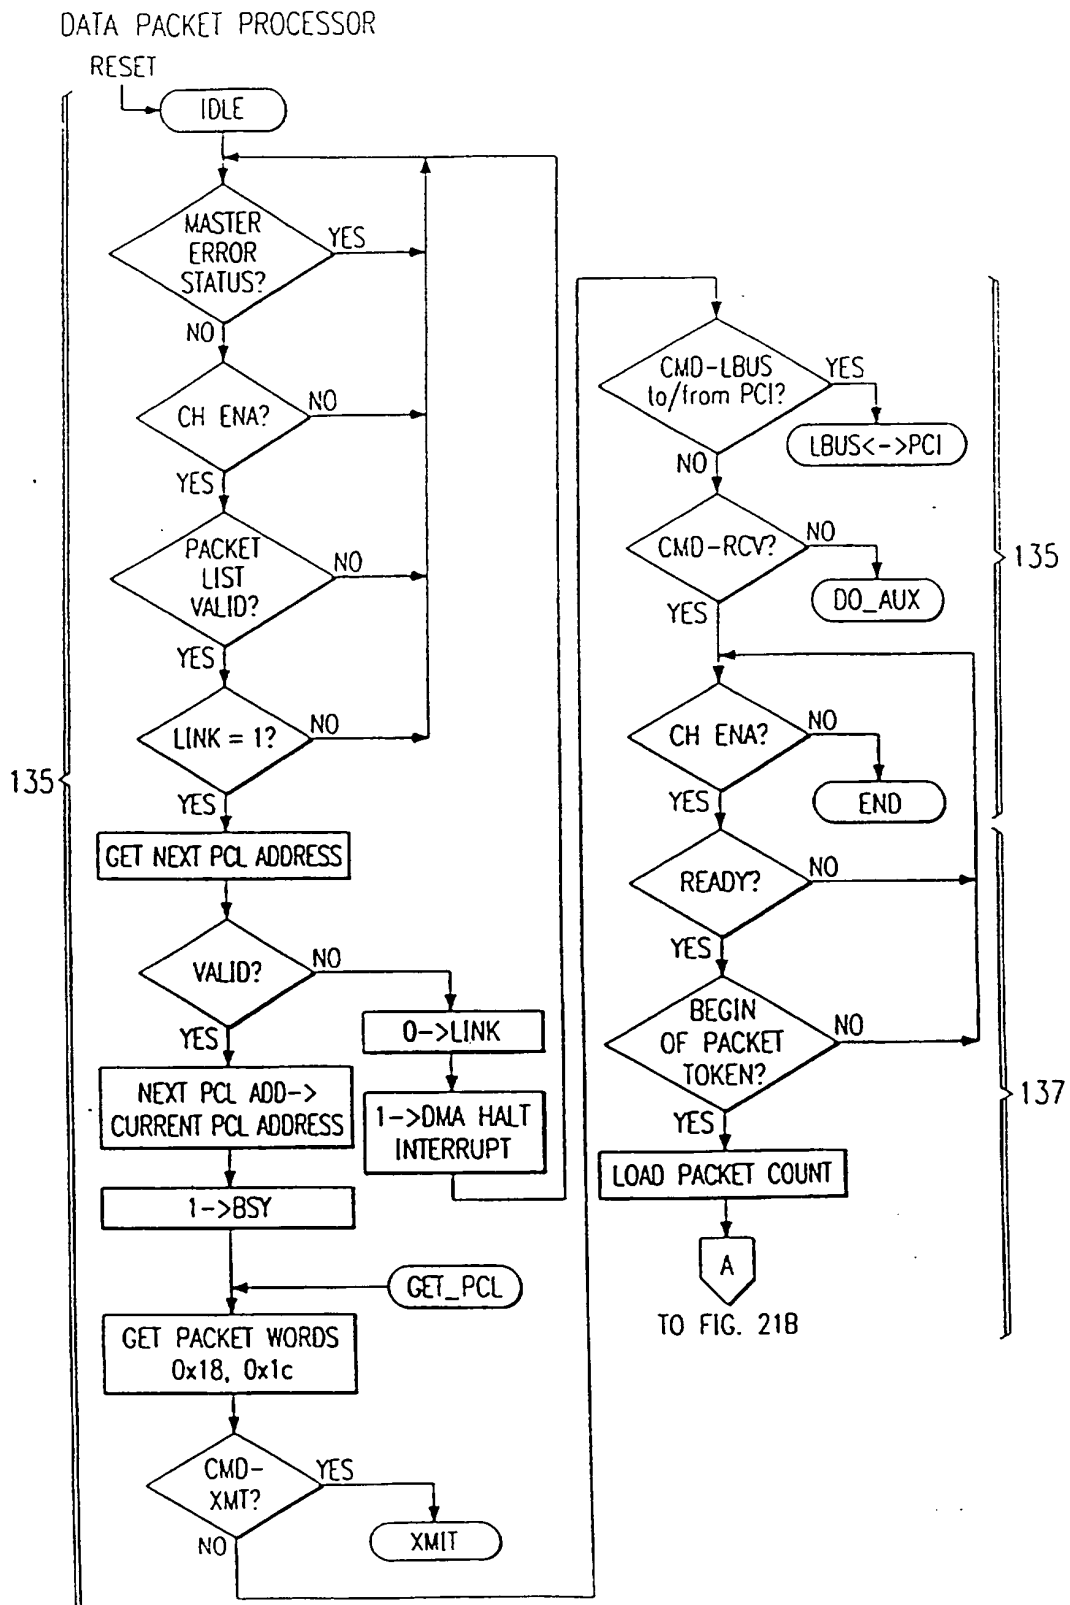 DATA PACKET PROCESSOR
RESET
IDLE
MASTER
ERROR
STATUS?
YES
NO
CH ENA?
NO
YES
PACKET
LIST
VALID?
NO
YES
LINK = 1?
NO
YES
135
GET NEXT PCL ADDRESS
VALID?
NO
YES
0->LINK
1->DMA HALT
INTERRUPT
NEXT PCL ADD->
CURRENT PCL ADDRESS
1->BSY
GET_PCL
GET PACKET WORDS
0x18, 0x1c
CMD-
XMT?
YES
XMIT
NO
CMD-LBUS
to/from PCI?
YES
LBUS<->PCI
NO
CMD-RCV?
NO
DO_AUX
YES
135
CH ENA?
NO
END
YES
READY?
NO
YES
BEGIN
OF PACKET
TOKEN?
NO
YES
137
LOAD PACKET COUNT
A
TO FIG. 21B